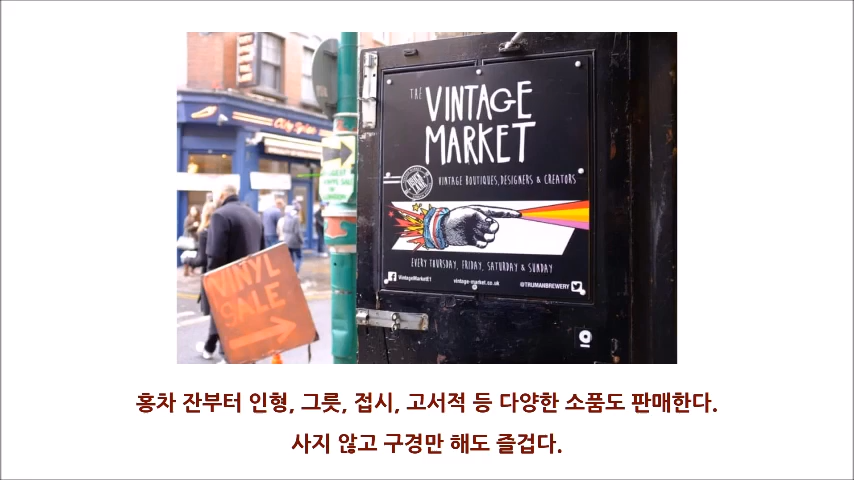 THE VINTAGE
MARKET
VINTAGE BOUTIQUES, DESIGNERS & CREATORS
EVERY THURSDAY, FRIDAY, SATURDAY & SUNDAY
VintageMarketE1
vintage-market.co.uk
@TRUMANBREWERY
VINYL
SALE
홍차 잔부터 인형, 그릇, 접시, 고서적 등 다양한 소품도 판매한다.
사지 않고 구경만 해도 즐겁다.